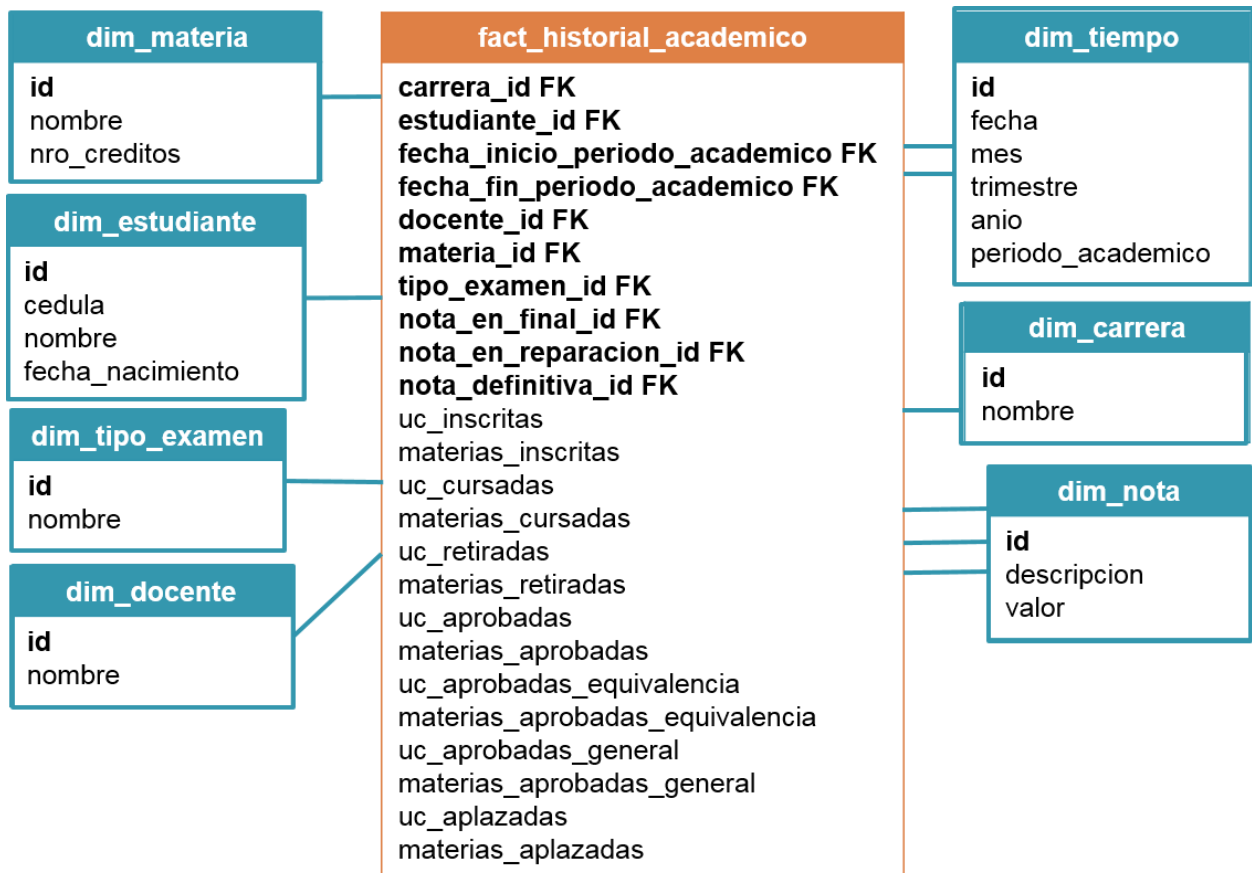 dim_materia
id
nombre
nro_creditos
dim_estudiante
id
cedula
nombre
fecha_nacimiento
dim_tipo_examen
id
nombre
dim_docente
id
nombre
fact_historial_academico
carrera_id FK
estudiante_id FK
fecha_inicio_periodo_academico FK
fecha_fin_periodo_academico FK
docente_id FK
materia_id FK
tipo_examen_id FK
nota_en_final_id FK
nota_en_reparacion_id FK
nota_definitiva_id FK
uc_inscritas
materias_inscritas
uc_cursadas
materias_cursadas
uc_retiradas
materias_retiradas
uc_aprobadas
materias_aprobadas
uc_aprobadas_equivalencia
materias_aprobadas_equivalencia
uc_aprobadas_general
materias_aprobadas_general
uc_aplazadas
materias_aplazadas
dim_tiempo
id
fecha
mes
trimestre
anio
periodo_academico
dim_carrera
id
nombre
dim_nota
id
descripcion
valor